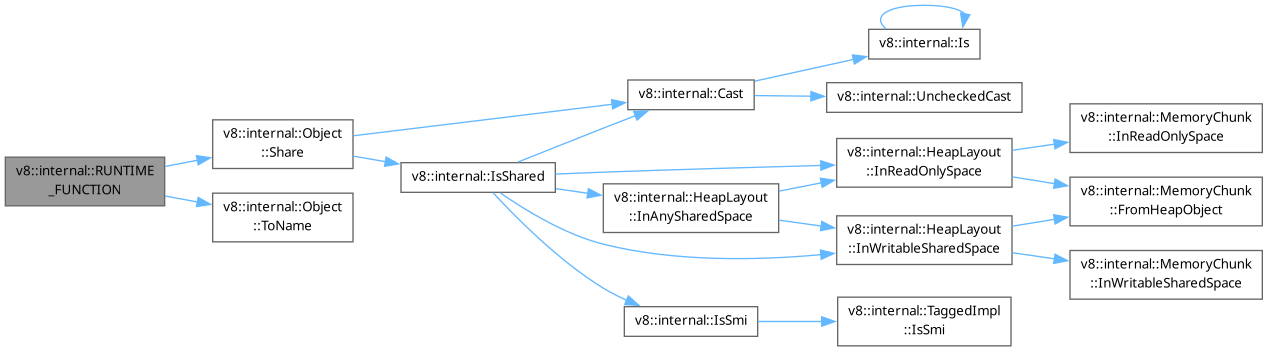 v8::internal::RUNTIME
_FUNCTION
v8::internal::Object
::Share
v8::internal::Object
::ToName
v8::internal::IsShared
v8::internal::Cast
v8::internal::HeapLayout
::InAnySharedSpace
v8::internal::IsSmi
v8::internal::Is
v8::internal::UncheckedCast
v8::internal::HeapLayout
::InReadOnlySpace
v8::internal::HeapLayout
::InWritableSharedSpace
v8::internal::TaggedImpl
::IsSmi
v8::internal::MemoryChunk
::InReadOnlySpace
v8::internal::MemoryChunk
::FromHeapObject
v8::internal::MemoryChunk
::InWritableSharedSpace